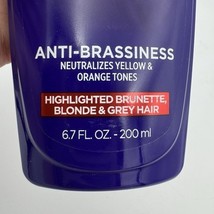 ANTI-BRASSINESS
NEUTRALIZES YELLOW &
ORANGE TONES
HIGHLIGHTED BRUNETTE,
BLONDE & GREY HAIR
6.7 FL. OZ. - 200 ml